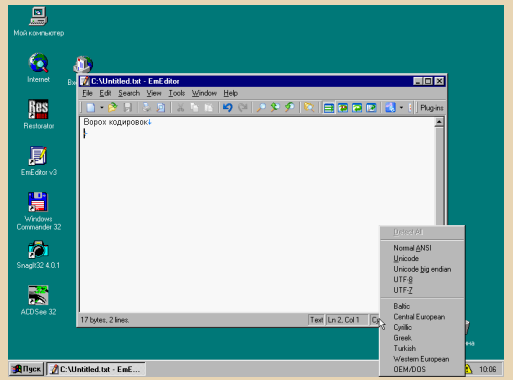 Мой компьютер
Internet
Restorator
EmEditor v3
Windows
Commander 32
SnagIt32 4.0.1
ACDSee 32
C:\Untitled.txt - EmEditor
File Edit Search View Tools Window Help
Plug-ins
Ворох кодировок
17 bytes, 2 lines.
Text
Ln 2, Col 1
Detect All
Normal ANSI
Unicode
Unicode big endian
UTF-8
UTF-7
Baltic
Central European
Cyrillic
Greek
Turkish
Western European
OEM/DOS
Пуск
C:\Untitled.txt - EmE...
10:06